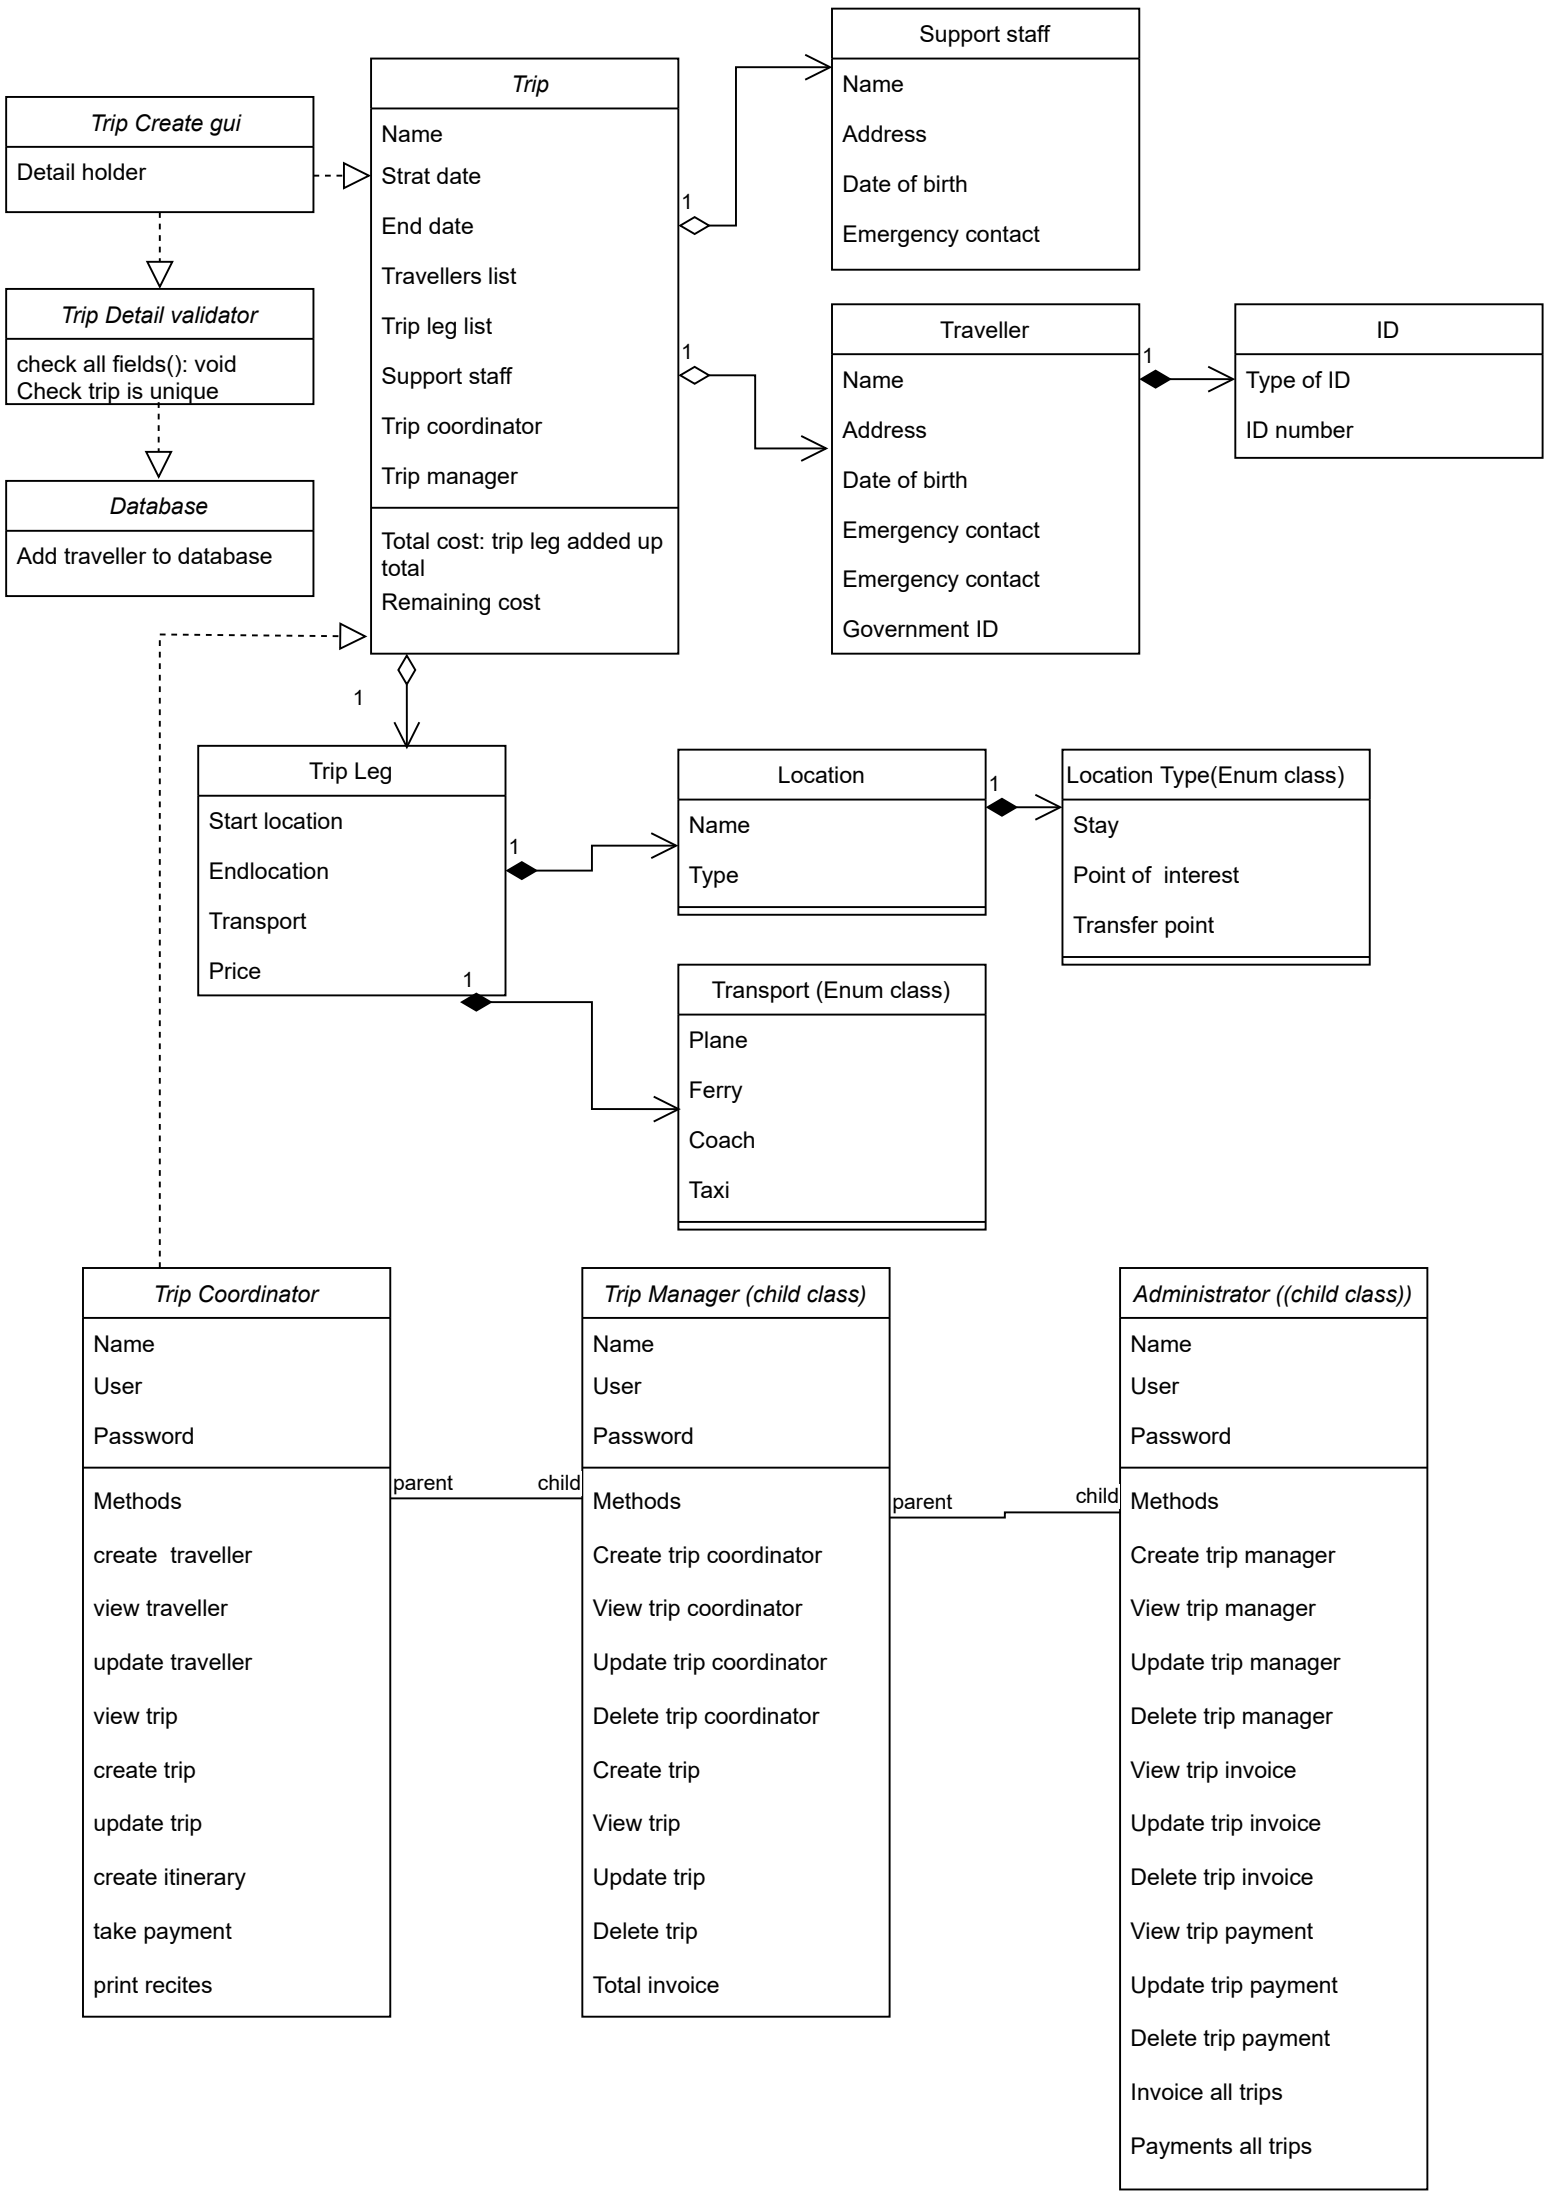 Support staff
Name
Address
Date of birth
Emergency contact
Trip
Name
Strat date
End date
Travellers list
Trip leg list
Support staff
Trip coordinator
Trip manager
Total cost: trip leg added up
total
Remaining cost
Trip Create gui
Detail holder
Trip Detail validator
check all fields(): void
Check trip is unique
Database
Add traveller to database
1
1
Traveller
Name
Address
Date of birth
Emergency contact
Emergency contact
Government ID
1
ID
Type of ID
ID number
1
Trip Leg
Start location
Endlocation
Transport
Price
1
1
Location
Name
Type
1
Location Type(Enum class)
Stay
Point of  interest
Transfer point
Transport (Enum class)
Plane
Ferry
Coach
Taxi
Trip Coordinator
Name
User
Password
Methods
create  traveller
view traveller
update traveller
view trip
create trip
update trip
create itinerary
take payment
print recites
parent
child
Trip Manager (child class)
Name
User
Password
Methods
Create trip coordinator
View trip coordinator
Update trip coordinator
Delete trip coordinator
Create trip
View trip
Update trip
Delete trip
Total invoice
parent
child
Administrator ((child class))
Name
User
Password
Methods
Create trip manager
View trip manager
Update trip manager
Delete trip manager
View trip invoice
Update trip invoice
Delete trip invoice
View trip payment
Update trip payment
Delete trip payment
Invoice all trips
Payments all trips